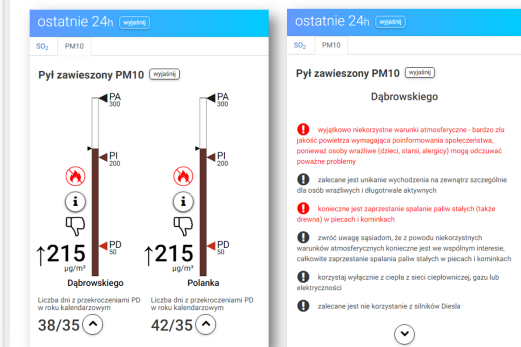 ostatnie 24h wyjaśnij
SO₂ PM10
Pył zawieszony PM10 wyjaśnij
PA
300
PI
200
PD
50
↑215
µg/m³
Dąbrowskiego
Liczba dni z przekroczeniami PD
w roku kalendarzowym
38/35
PA
300
PI
200
PD
50
↑215
µg/m³
Polanka
Liczba dni z przekroczeniami PD
w roku kalendarzowym
42/35
ostatnie 24h wyjaśnij
SO₂ PM10
Pył zawieszony PM10 wyjaśnij
Dąbrowskiego
wyjątkowo niekorzystne warunki atmosferyczne - bardzo zła
jakość powietrza wymagająca poinformowania społeczeństwa,
ponieważ osoby wrażliwe (dzieci, starsi, alergicy) mogą odczuwać
poważne problemy
zalecane jest unikanie wychodzenia na zewnątrz szczególnie
dla osób wrażliwych i długotrwale aktywnych
konieczne jest zaprzestanie spalanie paliw stałych (także
drewna) w piecach i kominkach
zwróć uwagę sąsiadom, że z powodu niekorzystnych
warunków atmosferycznych konieczne jest we wspólnym interesie,
całkowite zaprzestanie spalania paliw stałych w piecach i kominkach
korzystaj wyłącznie z ciepła z sieci ciepłowniczej, gazu lub
elektryczności
zalecane jest nie korzystanie z silników Diesla